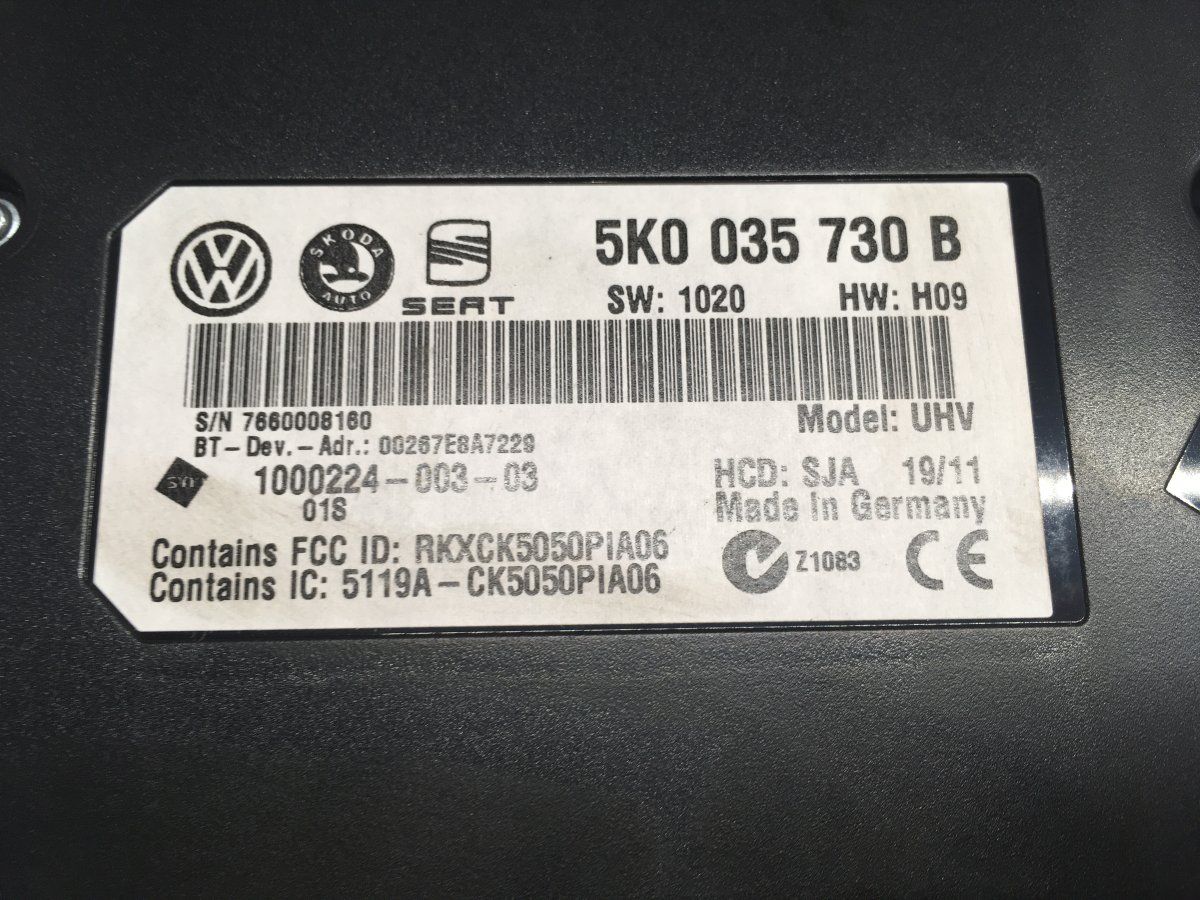 SKODA
AUTO
SEAT
5K0 035 730 B
SW: 1020 HW: H09
S/N 7660008160 Model: UHV
BT-Dev.-Adr.: 00267E8A7229
1000224-003-03 HCD: SJA 19/11
01S Made in Germany
Contains FCC ID: RKXCK5050PIA06
Contains IC: 5119A-CK5050PIA06
Z1083 CE